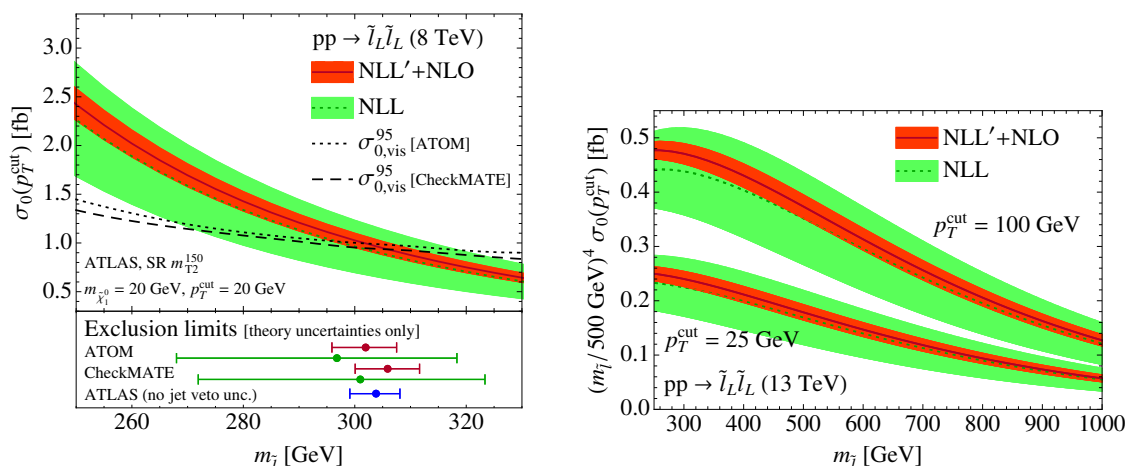 pp → l̃_L l̃_L (8 TeV)
NLL′+NLO
NLL
σ^95_0,vis [ATOM]
σ^95_0,vis [CheckMATE]
ATLAS, SR m^150_T2
m_χ̃^0_1 = 20 GeV, p_T^cut = 20 GeV
σ_0(p_T^cut) [fb]
3.0
2.5
2.0
1.5
1.0
0.5
Exclusion limits [theory uncertainties only]
ATOM
CheckMATE
ATLAS (no jet veto unc.)
260 280 300 320
m_l̃ [GeV]
NLL′+NLO
NLL
p_T^cut = 100 GeV
p_T^cut = 25 GeV
pp → l̃_L l̃_L (13 TeV)
(m_l̃/500 GeV)^4 σ_0(p_T^cut) [fb]
0.5
0.4
0.3
0.2
0.1
0.0
300 400 500 600 700 800 900 1000
m_l̃ [GeV]